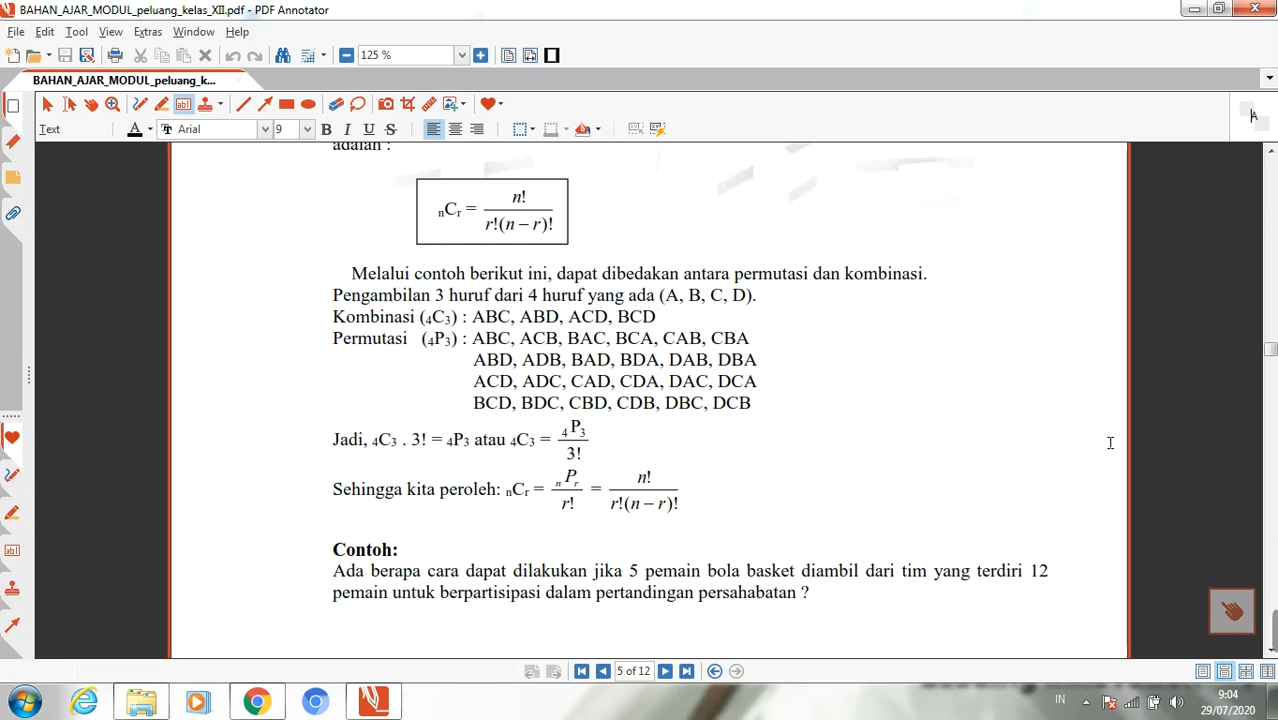 BAHAN_AJAR_MODUL_peluang_kelas_XII.pdf - PDF Annotator
File Edit Tool View Extras Window Help
125 %
BAHAN_AJAR_MODUL_peluang_k...
Text A Arial 9 B I U S
A
adalah :
nCr = n! / r!(n – r)!
Melalui contoh berikut ini, dapat dibedakan antara permutasi dan kombinasi.
Pengambilan 3 huruf dari 4 huruf yang ada (A, B, C, D).
Kombinasi (4C3) : ABC, ABD, ACD, BCD
Permutasi (4P3) : ABC, ACB, BAC, BCA, CAB, CBA
ABD, ADB, BAD, BDA, DAB, DBA
ACD, ADC, CAD, CDA, DAC, DCA
BCD, BDC, CBD, CDB, DBC, DCB
Jadi, 4C3 . 3! = 4P3 atau 4C3 = 4P3 / 3!
Sehingga kita peroleh: nCr = nPr / r! = n! / r!(n – r)!
Contoh:
Ada berapa cara dapat dilakukan jika 5 pemain bola basket diambil dari tim yang terdiri 12
pemain untuk berpartisipasi dalam pertandingan persahabatan ?
5 of 12
IN 9:04
29/07/2020